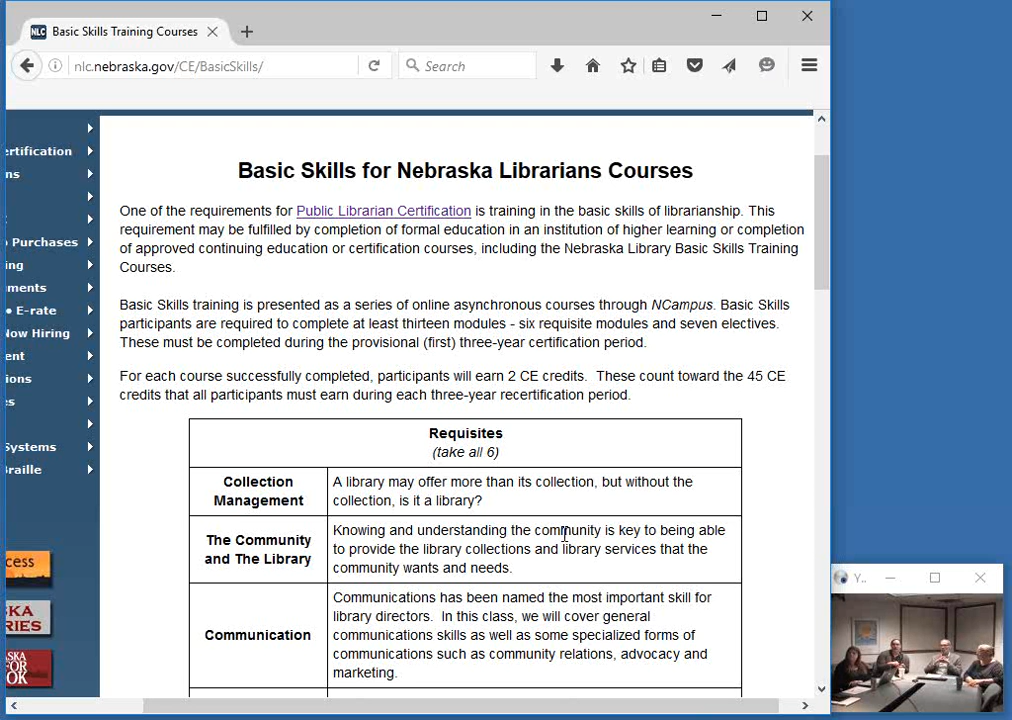 NLC Basic Skills Training Courses
nlc.nebraska.gov/CE/BasicSkills/
Search
ertification
ns
Purchases
ing
uments
• E-rate
Now Hiring
ent
ions
es
Systems
Braille
cess
SKA
RIES
ASKA
FOR
OK
Basic Skills for Nebraska Librarians Courses
One of the requirements for Public Librarian Certification is training in the basic skills of librarianship. This
requirement may be fulfilled by completion of formal education in an institution of higher learning or completion
of approved continuing education or certification courses, including the Nebraska Library Basic Skills Training
Courses.
Basic Skills training is presented as a series of online asynchronous courses through NCampus. Basic Skills
participants are required to complete at least thirteen modules - six requisite modules and seven electives.
These must be completed during the provisional (first) three-year certification period.
For each course successfully completed, participants will earn 2 CE credits. These count toward the 45 CE
credits that all participants must earn during each three-year recertification period.
Requisites
(take all 6)
Collection
Management
A library may offer more than its collection, but without the
collection, is it a library?
The Community
and The Library
Knowing and understanding the community is key to being able
to provide the library collections and library services that the
community wants and needs.
Communication
Communications has been named the most important skill for
library directors. In this class, we will cover general
communications skills as well as some specialized forms of
communications such as community relations, advocacy and
marketing.
Y..